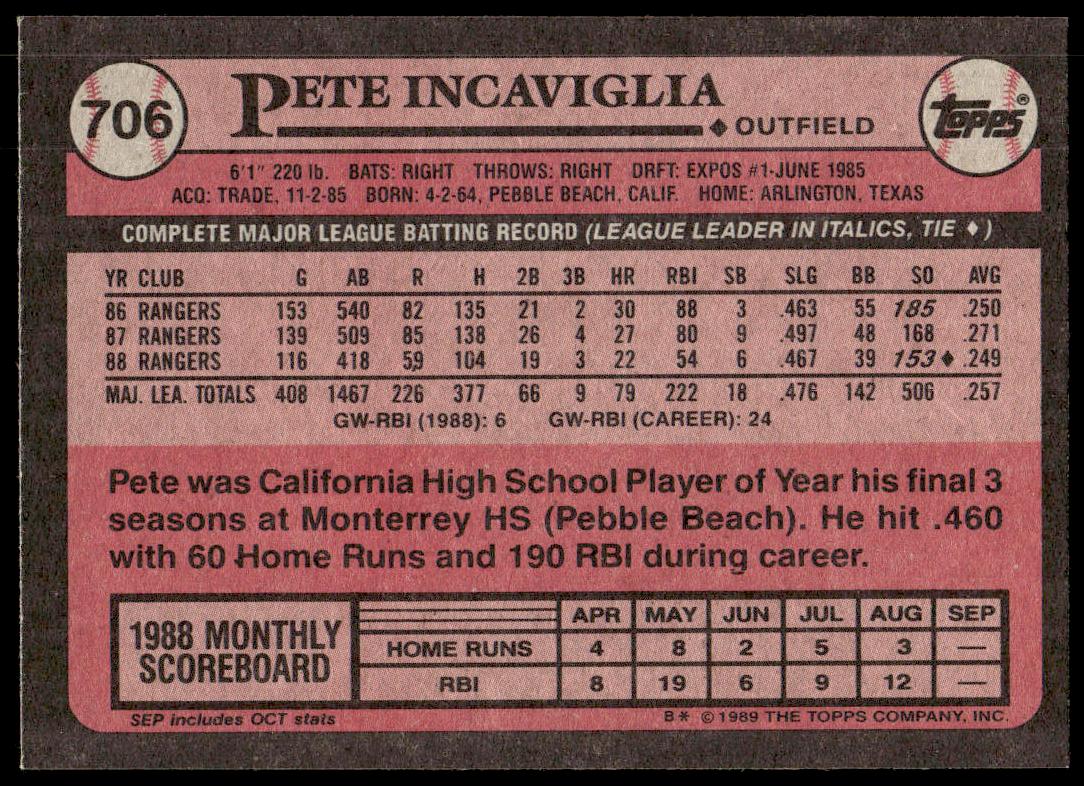 706
PETE INCAVIGLIA
◆ OUTFIELD
Topps®
6'1" 220 lb. BATS: RIGHT THROWS: RIGHT DRFT: EXPOS #1-JUNE 1985
ACQ: TRADE, 11-2-85 BORN: 4-2-64, PEBBLE BEACH, CALIF. HOME: ARLINGTON, TEXAS
COMPLETE MAJOR LEAGUE BATTING RECORD (LEAGUE LEADER IN ITALICS, TIE ♦)
YR CLUB G AB R H 2B 3B HR RBI SB SLG BB SO AVG
86 RANGERS 153 540 82 135 21 2 30 88 3 .463 55 185 .250
87 RANGERS 139 509 85 138 26 4 27 80 9 .497 48 168 .271
88 RANGERS 116 418 59 104 19 3 22 54 6 .467 39 153♦ .249
MAJ. LEA. TOTALS 408 1467 226 377 66 9 79 222 18 .476 142 506 .257
GW-RBI (1988): 6 GW-RBI (CAREER): 24
Pete was California High School Player of Year his final 3
seasons at Monterrey HS (Pebble Beach). He hit .460
with 60 Home Runs and 190 RBI during career.
1988 MONTHLY
SCOREBOARD
APR MAY JUN JUL AUG SEP
HOME RUNS 4 8 2 5 3 —
RBI 8 19 6 9 12 —
SEP includes OCT stats
B* © 1989 THE TOPPS COMPANY, INC.